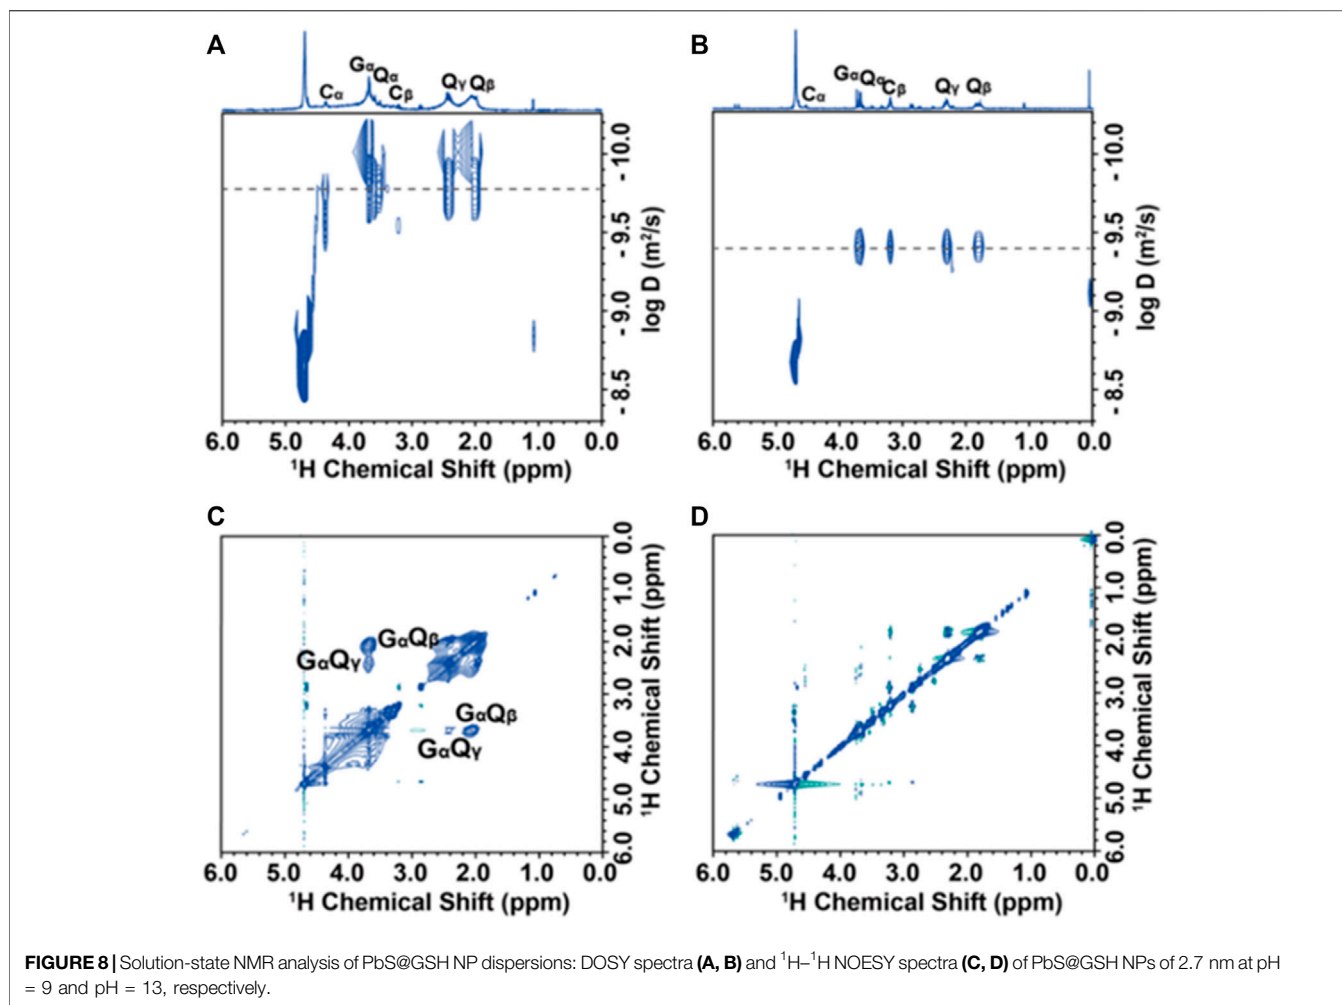 A
Cα
Gα
Qα
Cβ
Qγ
Qβ
- 10.0
- 9.5
- 9.0
- 8.5
log D (m²/s)
6.0 5.0 4.0 3.0 2.0 1.0 0.0
¹H Chemical Shift (ppm)
B
Cα
Gα
Qα
Cβ
Qγ
Qβ
- 10.0
- 9.5
- 9.0
- 8.5
log D (m²/s)
6.0 5.0 4.0 3.0 2.0 1.0 0.0
¹H Chemical Shift (ppm)
C
GαQβ
GαQγ
GαQβ
GαQγ
0.0
1.0
2.0
3.0
4.0
5.0
6.0
¹H Chemical Shift (ppm)
6.0 5.0 4.0 3.0 2.0 1.0 0.0
¹H Chemical Shift (ppm)
D
0.0
1.0
2.0
3.0
4.0
5.0
6.0
¹H Chemical Shift (ppm)
6.0 5.0 4.0 3.0 2.0 1.0 0.0
¹H Chemical Shift (ppm)
FIGURE 8 | Solution-state NMR analysis of PbS@GSH NP dispersions: DOSY spectra (A, B) and ¹H–¹H NOESY spectra (C, D) of PbS@GSH NPs of 2.7 nm at pH
= 9 and pH = 13, respectively.